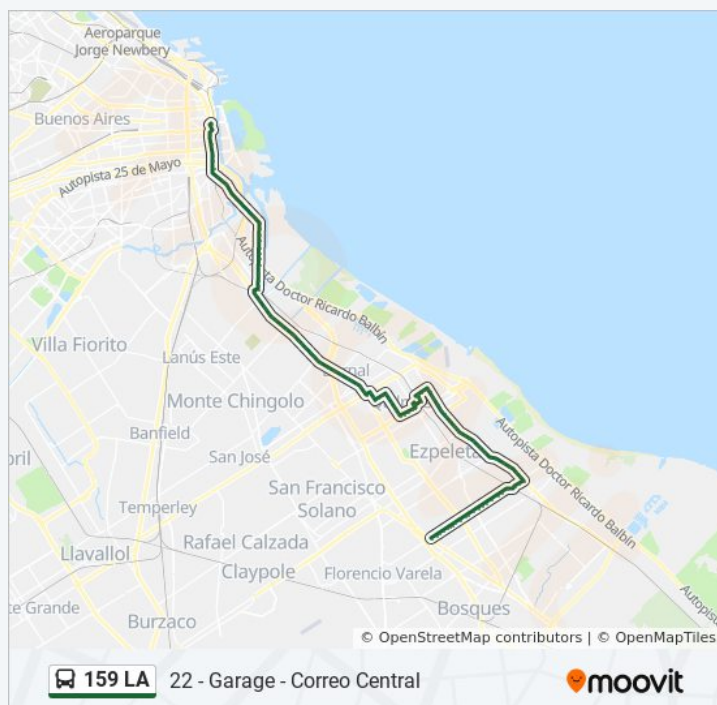 Aeroparque
Jorge Newbery
Buenos Aires
Autopista 25 de Mayo
Autopista Doctor Ricardo Balbín
Villa Fiorito
Lanús Este
Monte Chingolo
Banfield
San José
Ezpeleta
Autopista Doctor Ricardo Balbín
San Francisco
Solano
Temperley
Rafael Calzada
Llavallol
Claypole
Florencio Varela
Bosques
Burzaco
Autopis
© OpenStreetMap contributors | © OpenMapTiles
159 LA 22 - Garage - Correo Central moovit